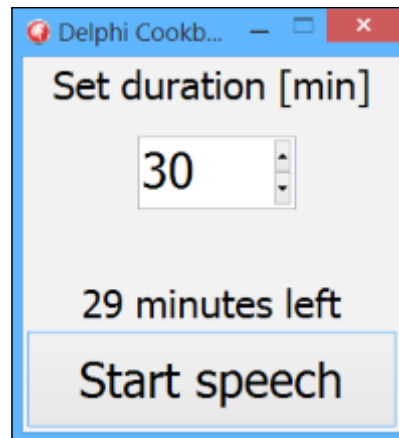 Delphi Cookb...
Set duration [min]
30
29 minutes left
Start speech